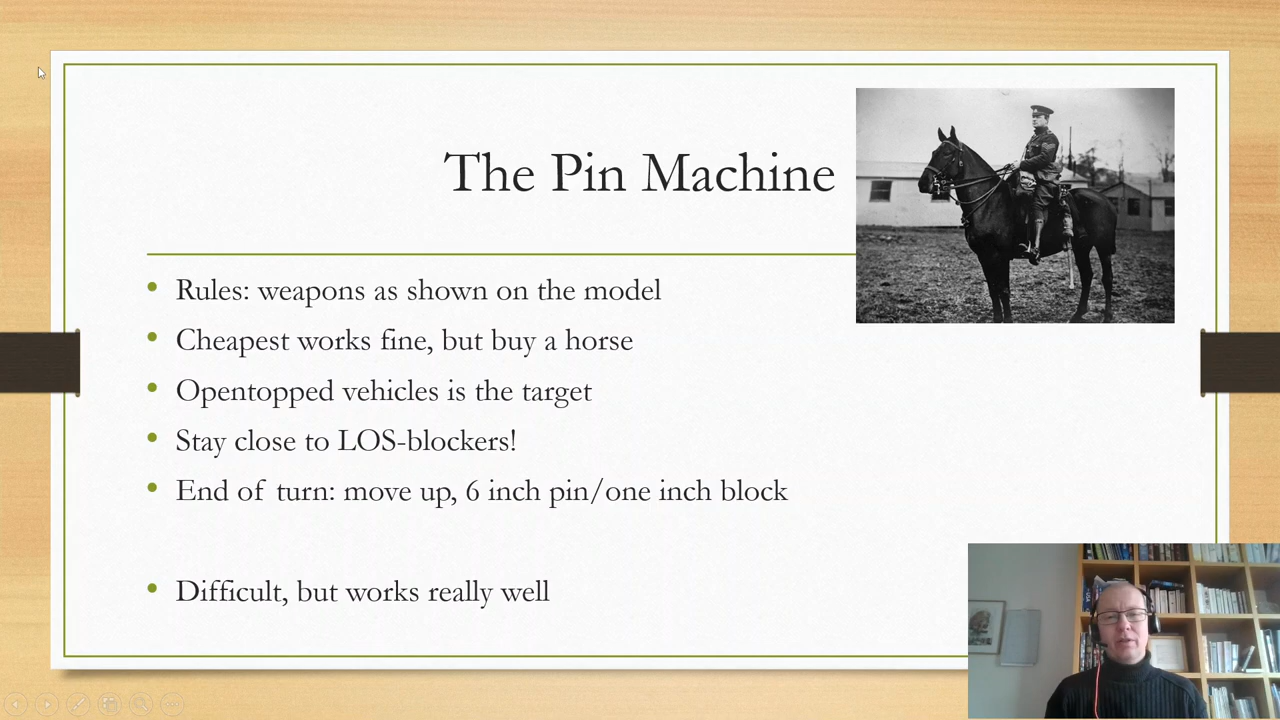 The Pin Machine
Rules: weapons as shown on the model
Cheapest works fine, but buy a horse
Opentopped vehicles is the target
Stay close to LOS-blockers!
End of turn: move up, 6 inch pin/one inch block
Difficult, but works really well